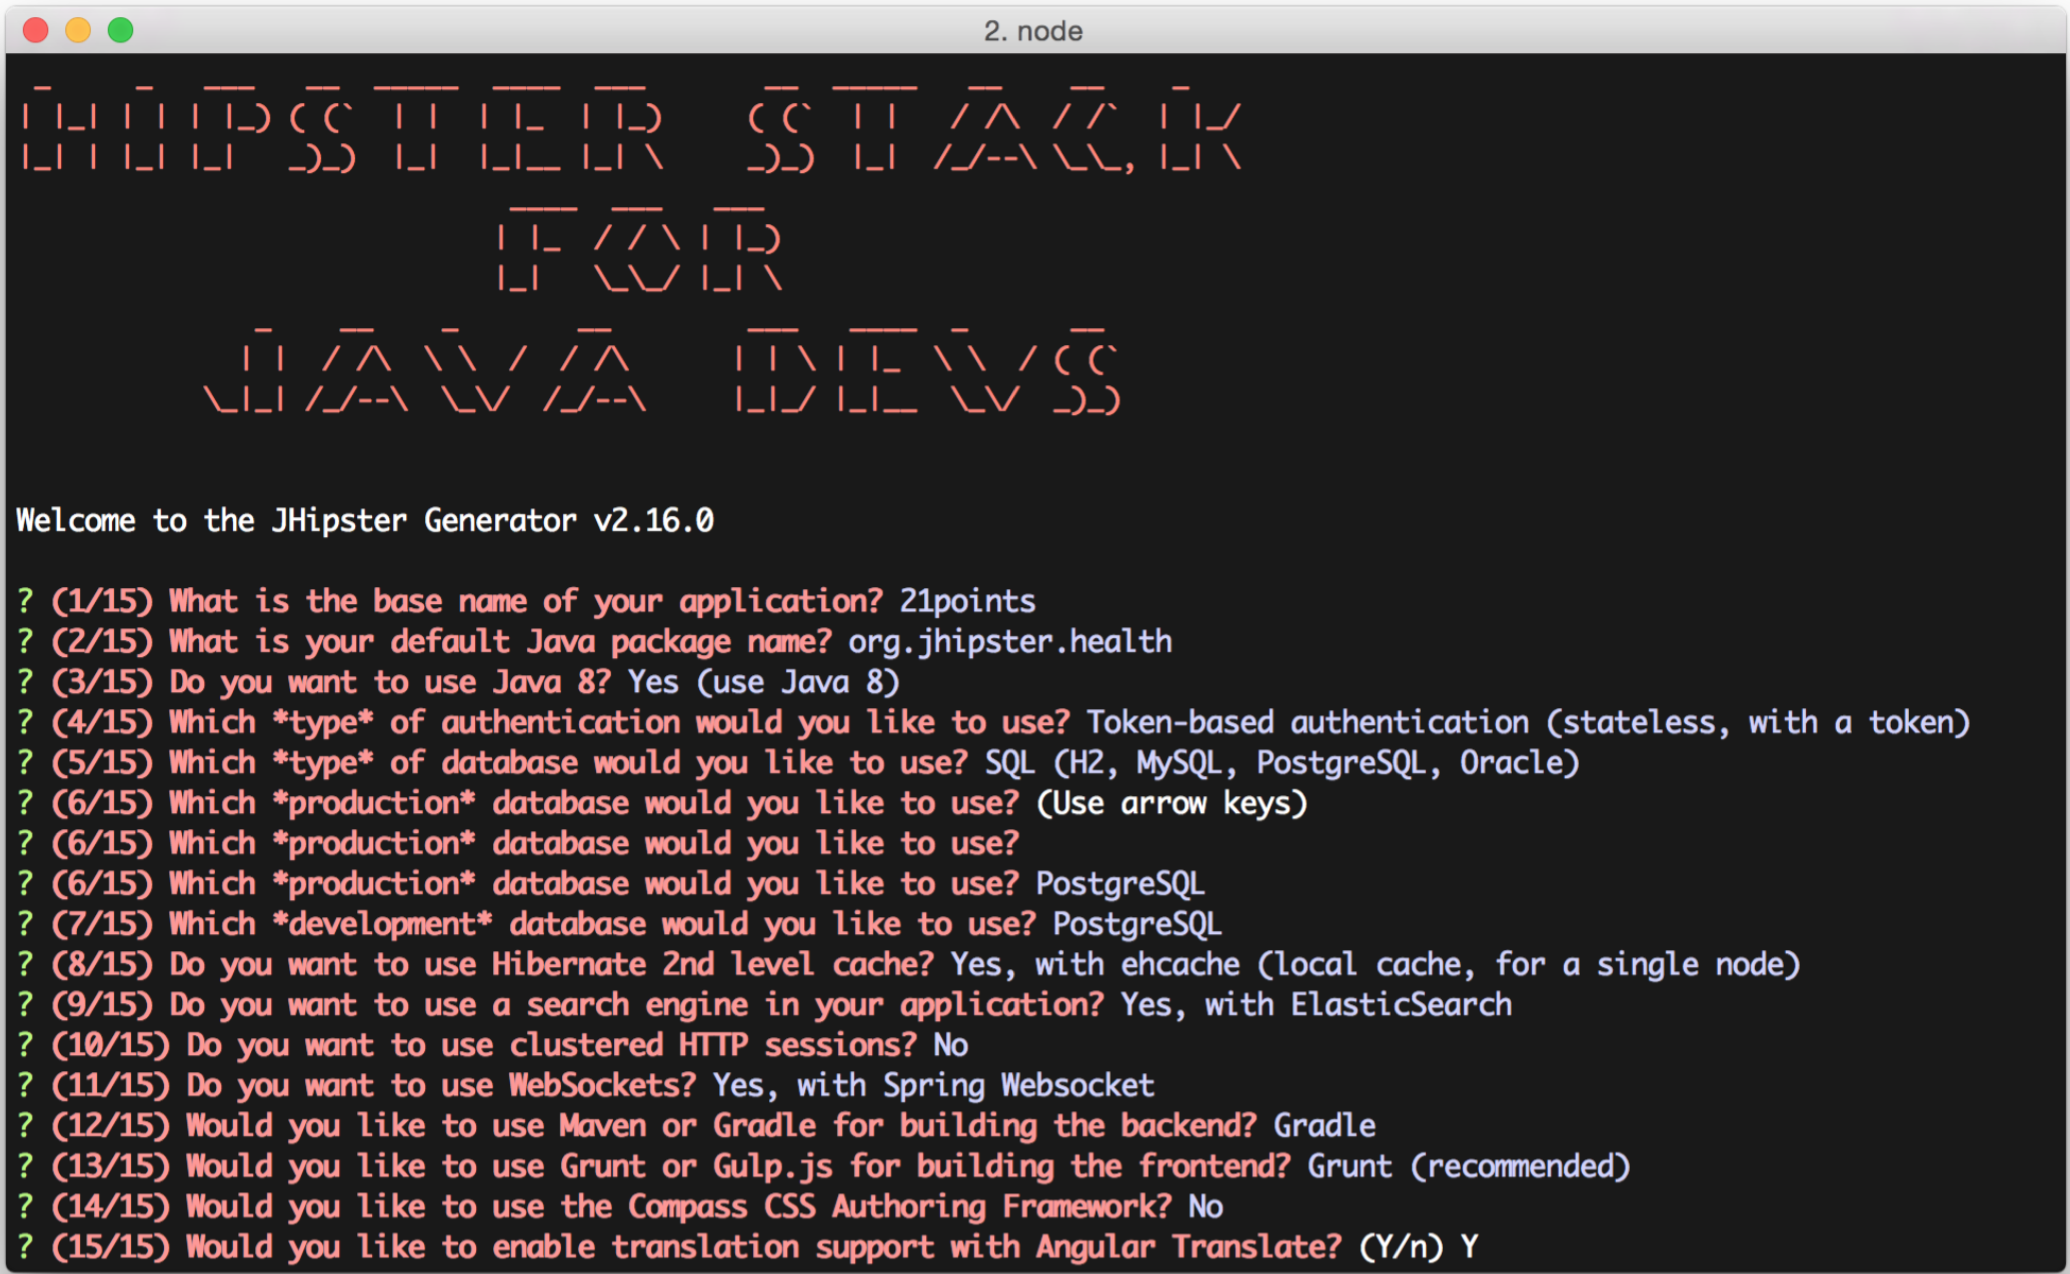 2. node
HIPSTER STACK
FOR
JAVA DEVS
Welcome to the JHipster Generator v2.16.0
? (1/15) What is the base name of your application? 21points
? (2/15) What is your default Java package name? org.jhipster.health
? (3/15) Do you want to use Java 8? Yes (use Java 8)
? (4/15) Which *type* of authentication would you like to use? Token-based authentication (stateless, with a token)
? (5/15) Which *type* of database would you like to use? SQL (H2, MySQL, PostgreSQL, Oracle)
? (6/15) Which *production* database would you like to use? (Use arrow keys)
? (6/15) Which *production* database would you like to use?
? (6/15) Which *production* database would you like to use? PostgreSQL
? (7/15) Which *development* database would you like to use? PostgreSQL
? (8/15) Do you want to use Hibernate 2nd level cache? Yes, with ehcache (local cache, for a single node)
? (9/15) Do you want to use a search engine in your application? Yes, with ElasticSearch
? (10/15) Do you want to use clustered HTTP sessions? No
? (11/15) Do you want to use WebSockets? Yes, with Spring Websocket
? (12/15) Would you like to use Maven or Gradle for building the backend? Gradle
? (13/15) Would you like to use Grunt or Gulp.js for building the frontend? Grunt (recommended)
? (14/15) Would you like to use the Compass CSS Authoring Framework? No
? (15/15) Would you like to enable translation support with Angular Translate? (Y/n) Y